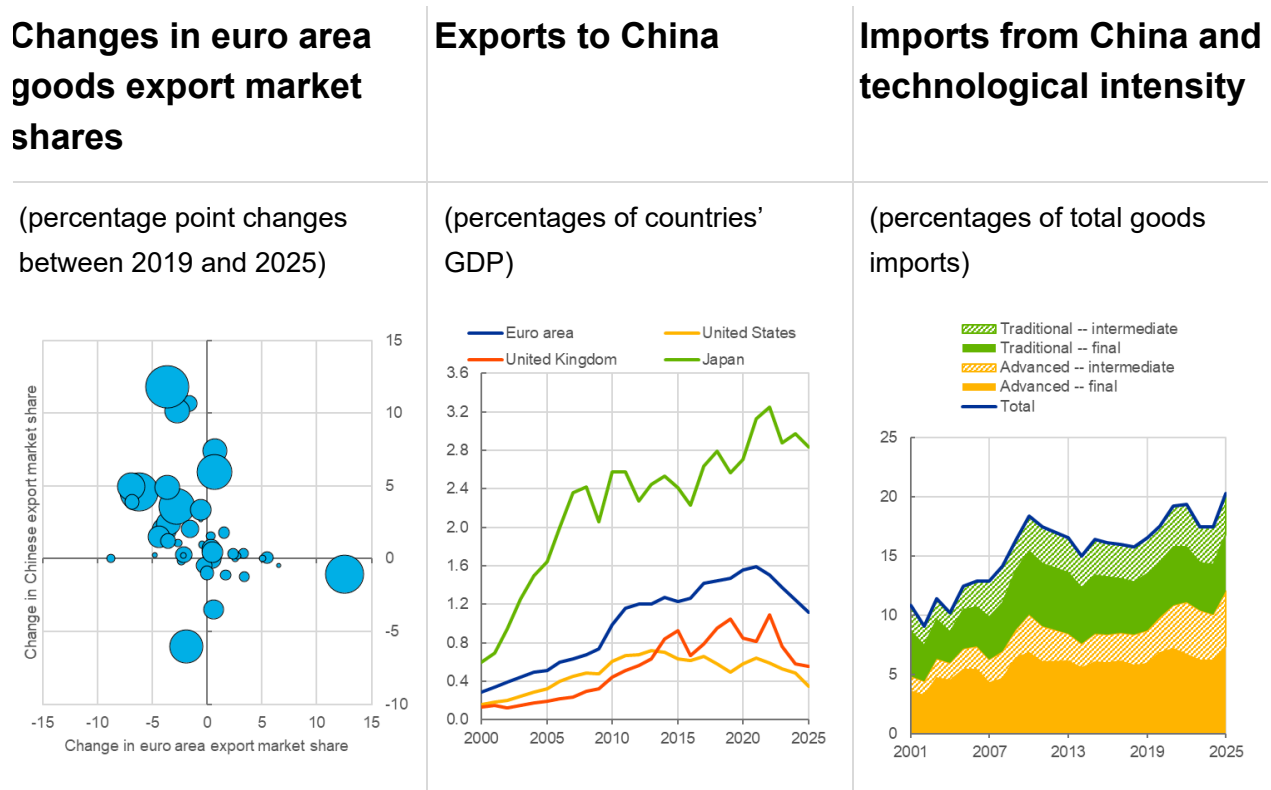 Changes in euro area
goods export market
shares
(percentage point changes
between 2019 and 2025)
15
10
5
0
-5
-10
-15
-10
-5
0
5
10
15
Change in Chinese export market share
Change in euro area export market share
Exports to China
(percentages of countries’
GDP)
Euro area
United States
United Kingdom
Japan
3.6
3.2
2.8
2.4
2.0
1.6
1.2
0.8
0.4
0.0
2000
2005
2010
2015
2020
2025
Imports from China and
technological intensity
(percentages of total goods
imports)
Traditional -- intermediate
Traditional -- final
Advanced -- intermediate
Advanced -- final
Total
25
20
15
10
5
0
2001
2007
2013
2019
2025